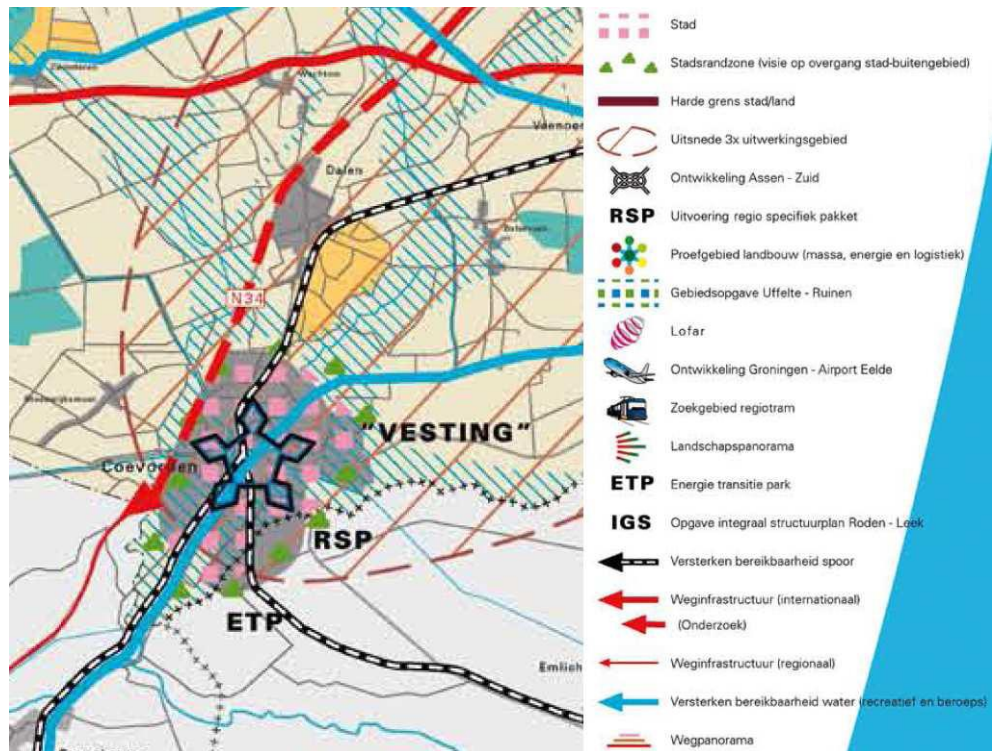 Wachtum
Dalen
N34
Coevorden
"VESTING"
RSP
ETP
Emlich
Stad
Stadsrandzone (visie op overgang stad-buitengebied)
Harde grens stad/land
Uitsnede 3x uitwerkingsgebied
Ontwikkeling Assen - Zuid
RSP Uitvoering regio specifiek pakket
Proefgebied landbouw (massa, energie en logistiek)
Gebiedsopgave Uffelte - Ruinen
Lofar
Ontwikkeling Groningen - Airport Eelde
Zoekgebied regiotram
Landschapspanorama
ETP Energie transitie park
IGS Opgave integraal structuurplan Roden - Leek
Versterken bereikbaarheid spoor
Weginfrastructuur (internationaal)
(Onderzoek)
Weginfrastructuur (regionaal)
Versterken bereikbaarheid water (recreatief en beroeps)
Wegpanorama